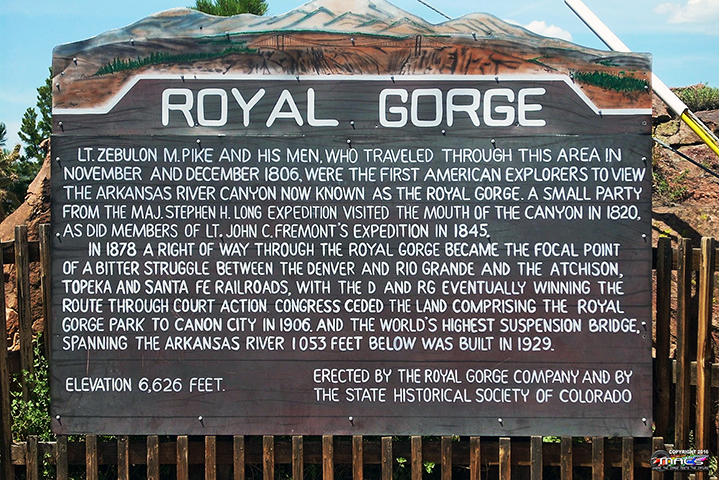 ROYAL GORGE
LT. ZEBULON M. PIKE AND HIS MEN, WHO TRAVELED THROUGH THIS AREA IN
NOVEMBER AND DECEMBER 1806, WERE THE FIRST AMERICAN EXPLORERS TO VIEW
THE ARKANSAS RIVER CANYON NOW KNOWN AS THE ROYAL GORGE. A SMALL PARTY
FROM THE MAJ. STEPHEN H. LONG EXPEDITION VISITED THE MOUTH OF THE CANYON IN 1820,
AS DID MEMBERS OF LT. JOHN C. FREMONT'S EXPEDITION IN 1845.
IN 1878 A RIGHT OF WAY THROUGH THE ROYAL GORGE BECAME THE FOCAL POINT
OF A BITTER STRUGGLE BETWEEN THE DENVER AND RIO GRANDE AND THE ATCHISON,
TOPEKA AND SANTA FE RAILROADS, WITH THE D AND RG EVENTUALLY WINNING THE
ROUTE THROUGH COURT ACTION. CONGRESS CEDED THE LAND COMPRISING THE ROYAL
GORGE PARK TO CANON CITY IN 1906, AND THE WORLD'S HIGHEST SUSPENSION BRIDGE,
SPANNING THE ARKANSAS RIVER 1053 FEET BELOW WAS BUILT IN 1929.
ELEVATION 6,626 FEET.
ERECTED BY THE ROYAL GORGE COMPANY AND BY
THE STATE HISTORICAL SOCIETY OF COLORADO
COPYRIGHT 2016